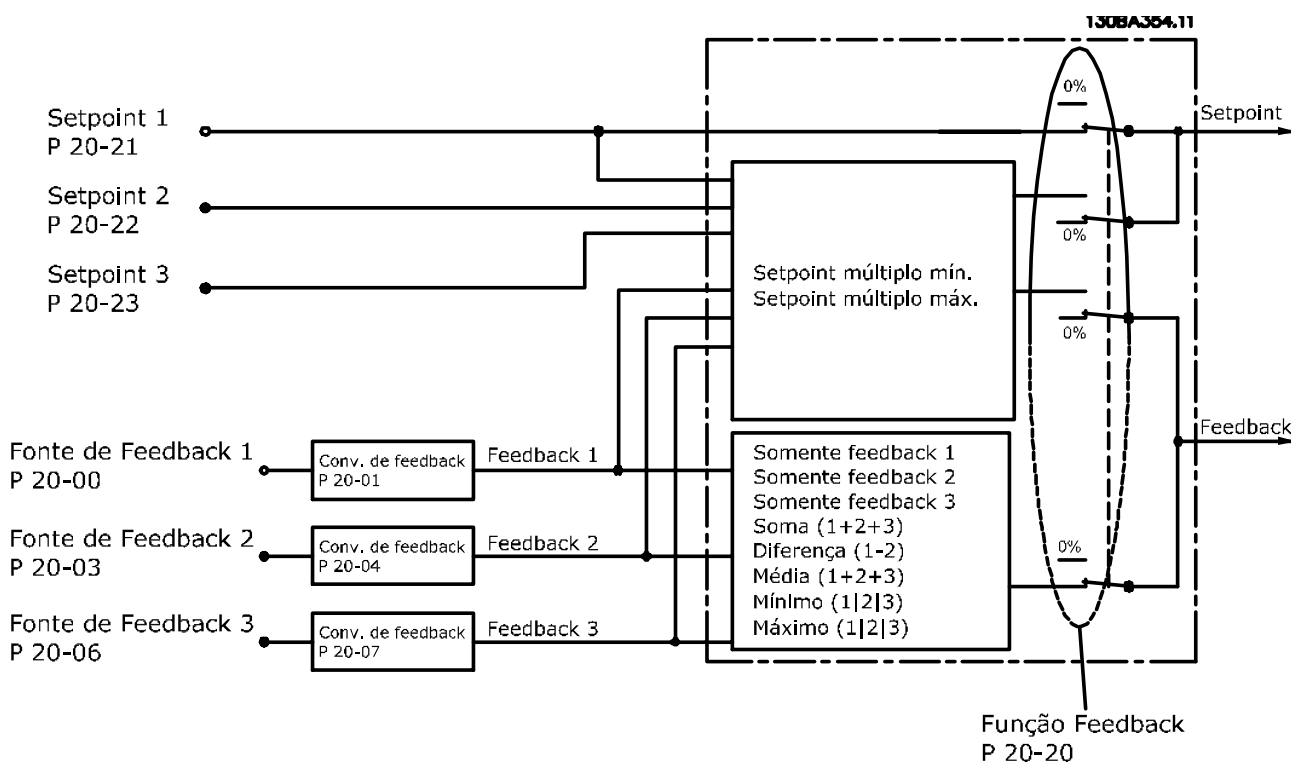 130BA354.11
0%
Setpoint
Setpoint 1
P 20-21
Setpoint 2
P 20-22
0%
Setpoint 3
P 20-23
Setpoint múltiplo mín.
Setpoint múltiplo máx.
0%
Feedback
Fonte de Feedback 1
P 20-00
Conv. de feedback
P 20-01
Feedback 1
Somente feedback 1
Somente feedback 2
Somente feedback 3
Soma (1+2+3)
Diferença (1-2)
Média (1+2+3)
Mínimo (1|2|3)
Máximo (1|2|3)
0%
Fonte de Feedback 2
P 20-03
Conv. de feedback
P 20-04
Feedback 2
Fonte de Feedback 3
P 20-06
Conv. de feedback
P 20-07
Feedback 3
Função Feedback
P 20-20